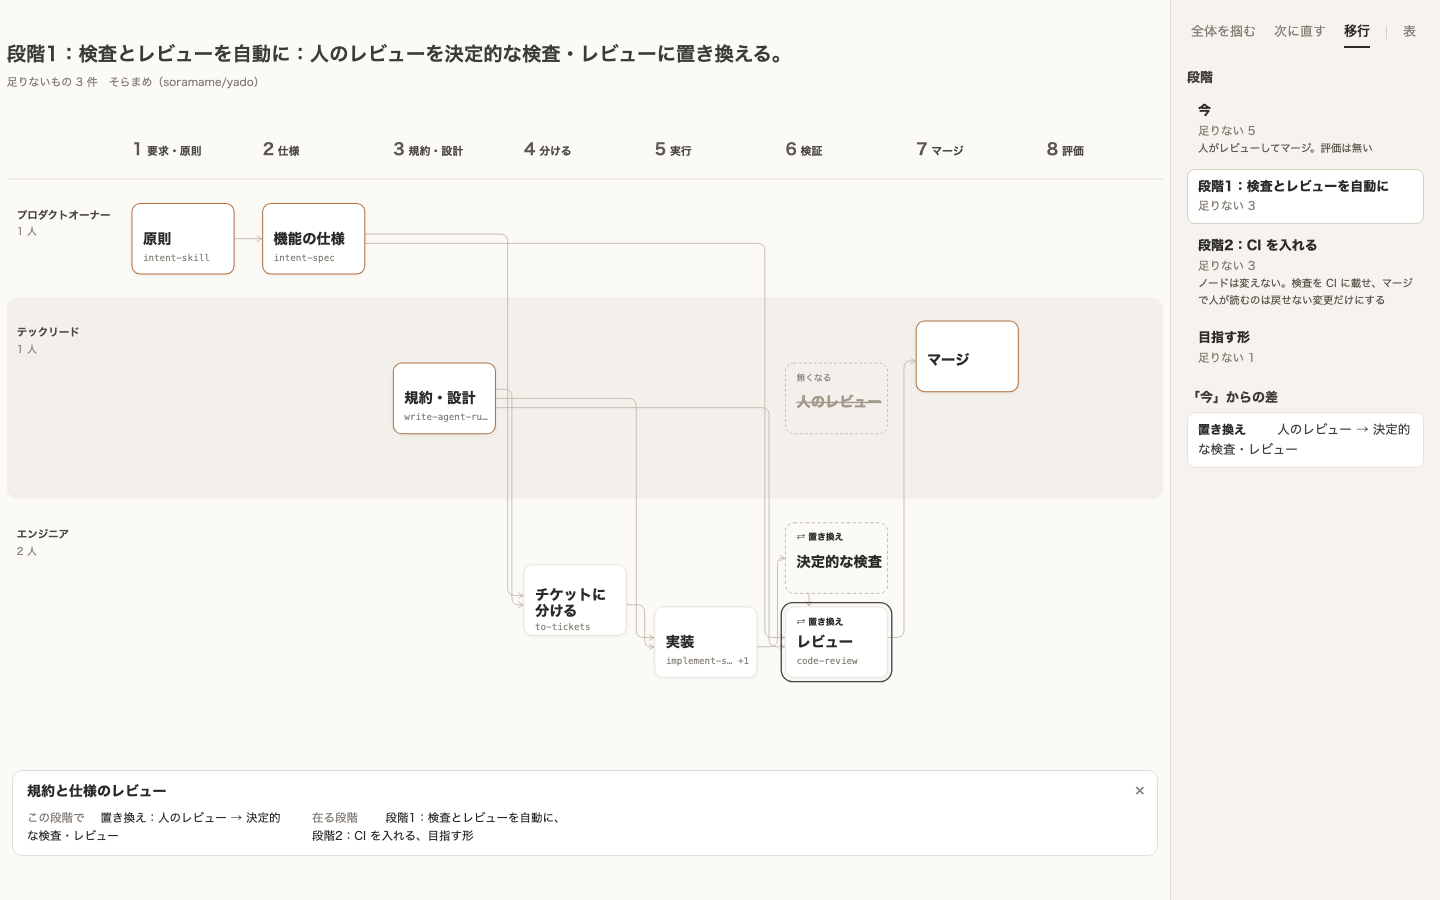 段階1：検査とレビューを自動に：人のレビューを決定的な検査・レビューに置き換える。
足りないもの 3 件　そらまめ（soramame/yado）
1 要求・原則
2 仕様
3 規約・設計
4 分ける
5 実行
6 検証
7 マージ
8 評価
プロダクトオーナー
1 人
原則
intent-skill
機能の仕様
intent-spec
テックリード
1 人
規約・設計
write-agent-ru…
無くなる
人のレビュー
マージ
エンジニア
2 人
チケットに
分ける
to-tickets
実装
implement-s… +1
⇄ 置き換え
決定的な検査
⇄ 置き換え
レビュー
code-review
規約と仕様のレビュー
×
この段階で　置き換え：人のレビュー → 決定的
な検査・レビュー
在る段階　段階1：検査とレビューを自動に、
段階2：CI を入れる、目指す形
全体を掴む　次に直す　移行　表
段階
今
足りない 5
人がレビューしてマージ。評価は無い
段階1：検査とレビューを自動に
足りない 3
段階2：CI を入れる
足りない 3
ノードは変えない。検査を CI に載せ、マージ
で人が読むのは戻せない変更だけにする
目指す形
足りない 1
「今」からの差
置き換え　人のレビュー → 決定的
な検査・レビュー